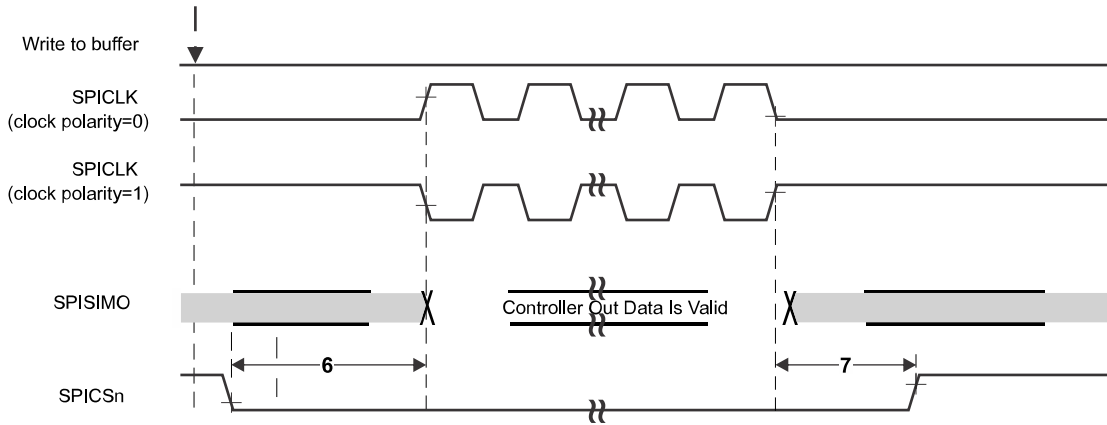 Write to buffer
SPICLK
(clock polarity=0)
SPICLK
(clock polarity=1)
SPISIMO
Controller Out Data Is Valid
6
7
SPICSn